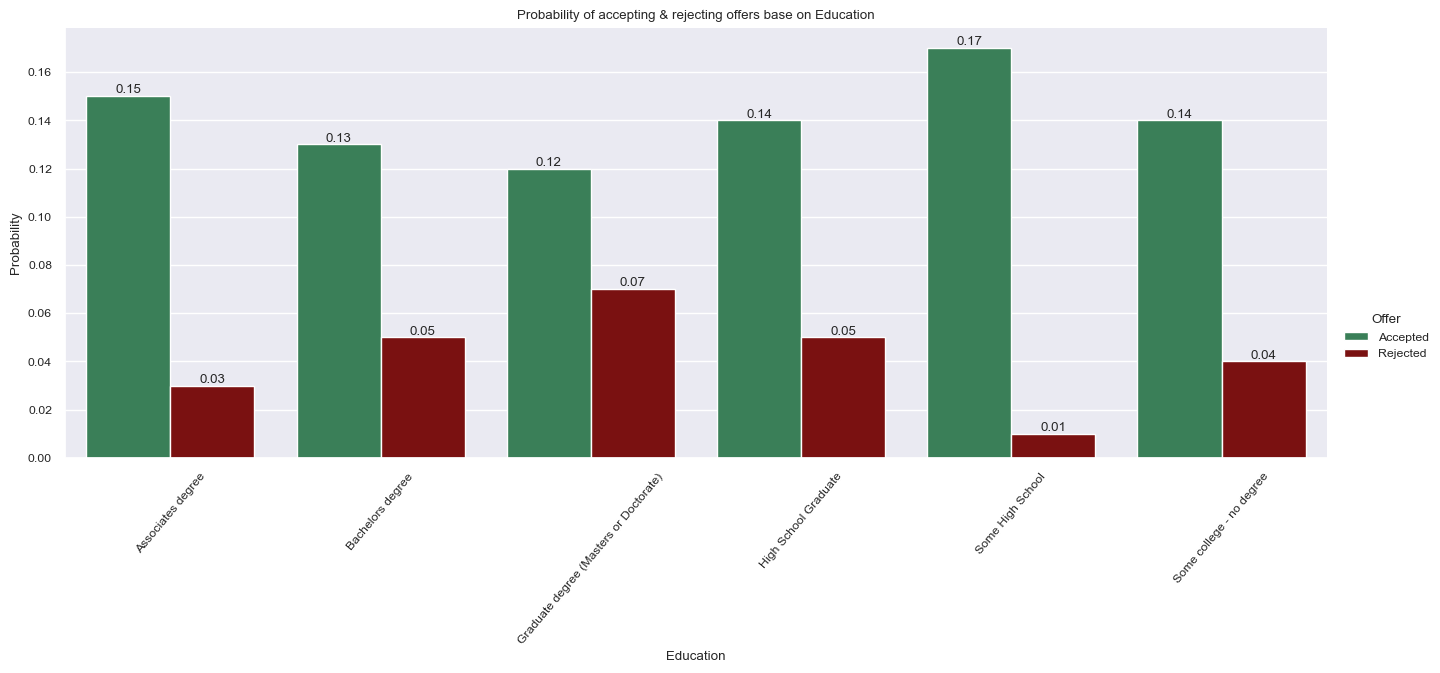 Probability of accepting & rejecting offers base on Education
0.17
0.16
0.15
0.14
0.14
0.14
0.13
0.12
0.12
0.10
Probability
0.08
0.07
0.06
Offer
0.05
0.05
Accepted
0.04
0.04
Rejected
0.03
0.02
0.01
0.00
Associates degree
Bachelors degree
Graduate degree (Masters or Doctorate)
High School Graduate
Some High School
Some college - no degree
Education